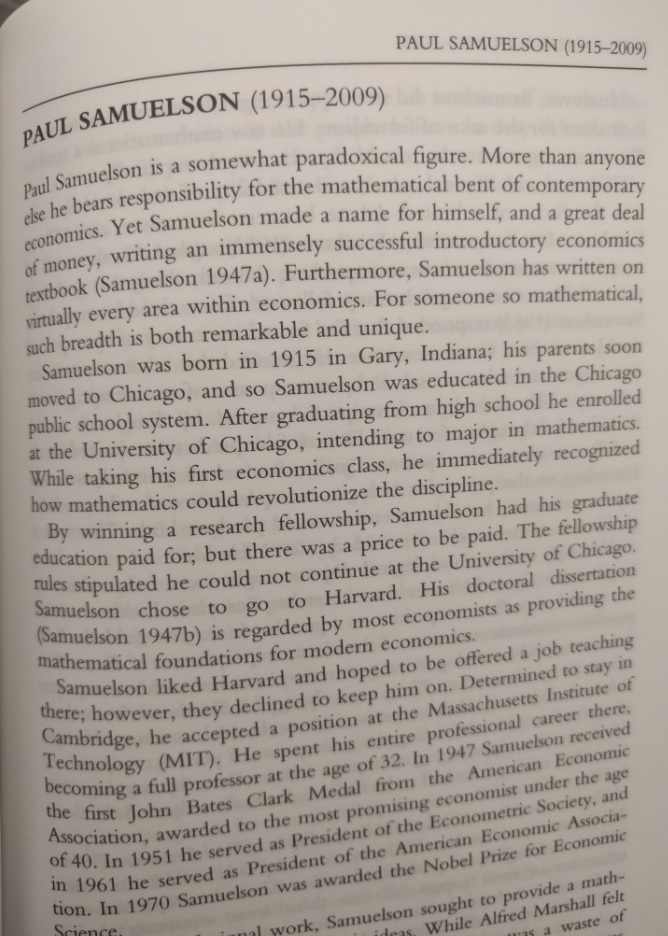 PAUL SAMUELSON (1915–2009)
PAUL SAMUELSON (1915–2009)
Paul Samuelson is a somewhat paradoxical figure. More than anyone
else he bears responsibility for the mathematical bent of contemporary
economics. Yet Samuelson made a name for himself, and a great deal
of money, writing an immensely successful introductory economics
textbook (Samuelson 1947a). Furthermore, Samuelson has written on
virtually every area within economics. For someone so mathematical,
such breadth is both remarkable and unique.
Samuelson was born in 1915 in Gary, Indiana; his parents soon
moved to Chicago, and so Samuelson was educated in the Chicago
public school system. After graduating from high school he enrolled
at the University of Chicago, intending to major in mathematics.
While taking his first economics class, he immediately recognized
how mathematics could revolutionize the discipline.
By winning a research fellowship, Samuelson had his graduate
education paid for; but there was a price to be paid. The fellowship
rules stipulated he could not continue at the University of Chicago.
Samuelson chose to go to Harvard. His doctoral dissertation
(Samuelson 1947b) is regarded by most economists as providing the
mathematical foundations for modern economics.
Samuelson liked Harvard and hoped to be offered a job teaching
there; however, they declined to keep him on. Determined to stay in
Cambridge, he accepted a position at the Massachusetts Institute of
Technology (MIT). He spent his entire professional career there,
becoming a full professor at the age of 32. In 1947 Samuelson received
the first John Bates Clark Medal from the American Economic
Association, awarded to the most promising economist under the age
of 40. In 1951 he served as President of the Econometric Society, and
in 1961 he served as President of the American Economic Associa-
tion. In 1970 Samuelson was awarded the Nobel Prize for Economic
Science.
work, Samuelson sought to provide a math-
ideas. While Alfred Marshall felt
was a waste of